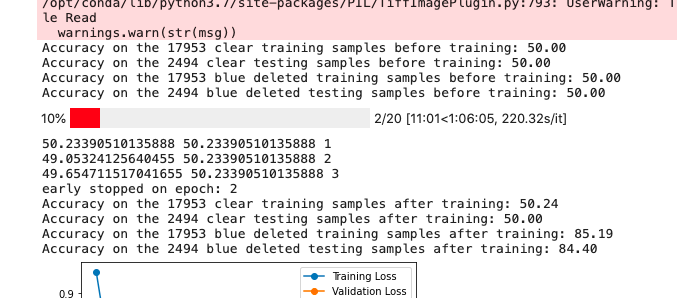 /opt/conda/lib/python3.7/site-packages/PIL/TiffImagePlugin.py:793: UserWarning: T
le Read
warnings.warn(str(msg))
Accuracy on the 17953 clear training samples before training: 50.00
Accuracy on the 2494 clear testing samples before training: 50.00
Accuracy on the 17953 blue deleted training samples before training: 50.00
Accuracy on the 2494 blue deleted testing samples before training: 50.00
10% 2/20 [11:01<1:06:05, 220.32s/it]
50.23390510135888 50.23390510135888 1
49.05324125640455 50.23390510135888 2
49.654711517041655 50.23390510135888 3
early stopped on epoch: 2
Accuracy on the 17953 clear training samples after training: 50.24
Accuracy on the 2494 clear testing samples after training: 50.00
Accuracy on the 17953 blue deleted training samples after training: 85.19
Accuracy on the 2494 blue deleted testing samples after training: 84.40
Training Loss
Validation Loss
0.9